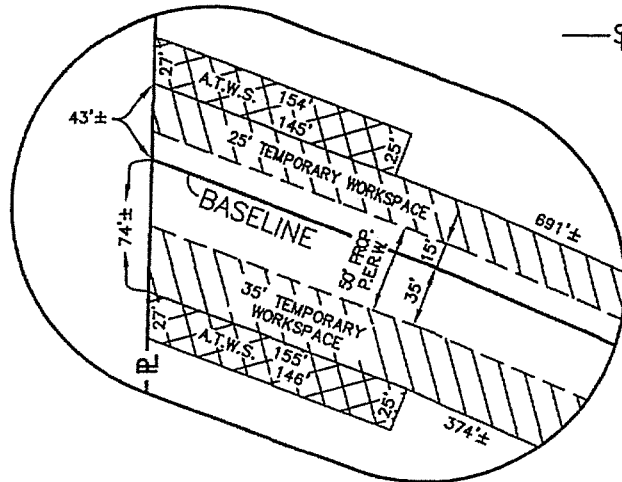 27'
A.T.W.S.
154'
145'
25'
43'±
25' TEMPORARY WORKSPACE
691'±
BASELINE
74'±
50' PROP.
P.E.R.W.
15'
35'
35' TEMPORARY
WORKSPACE
27'
A.T.W.S.
155'
146'
25'
374'±
PL